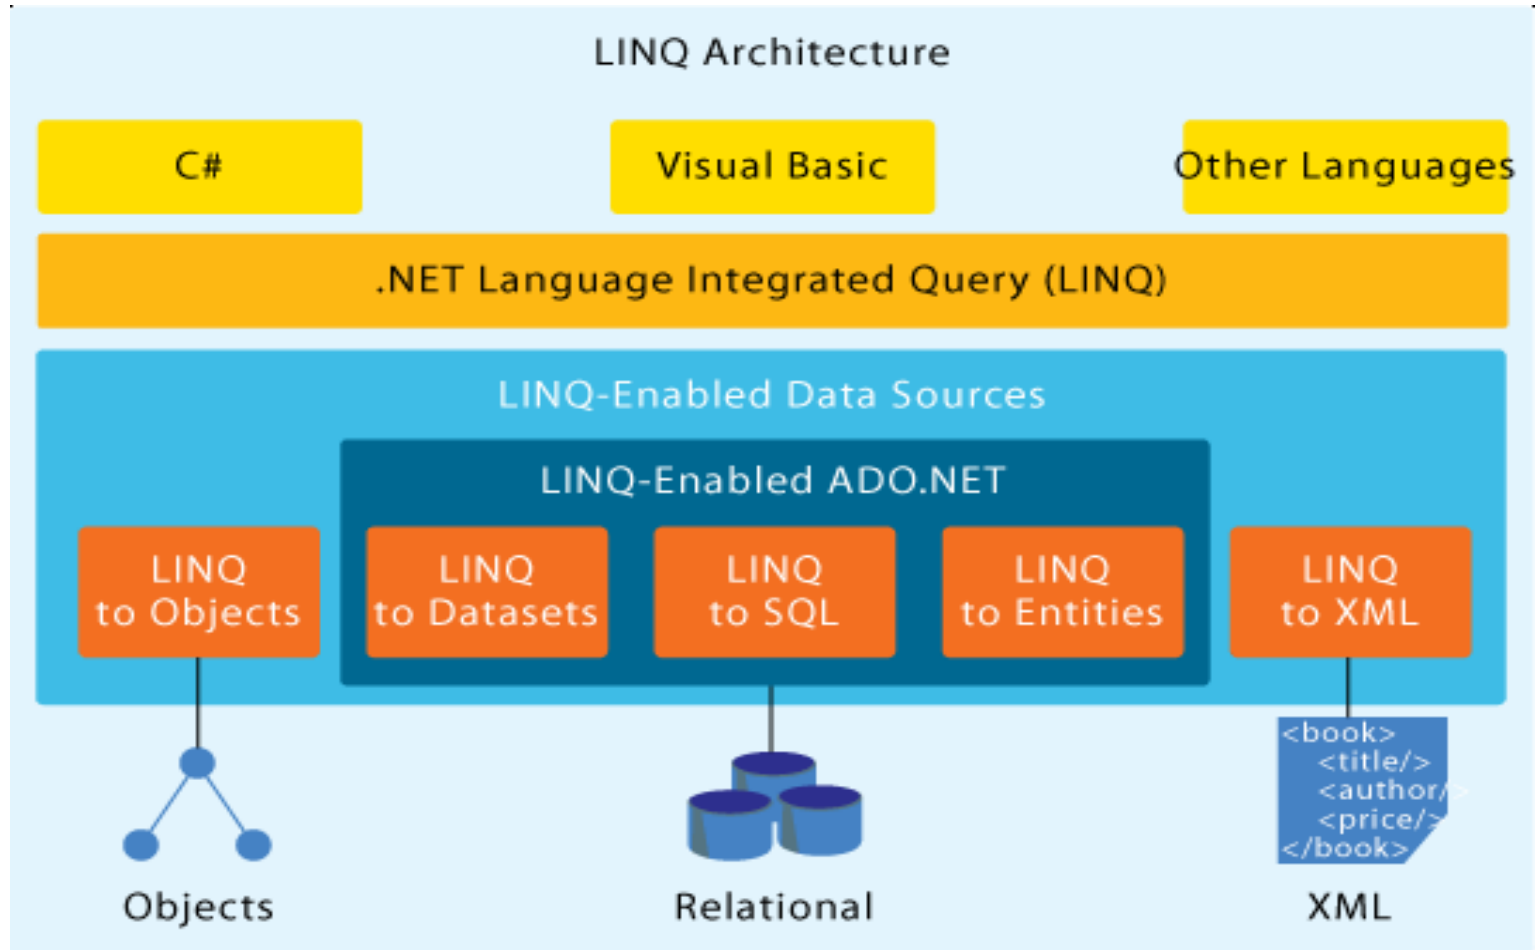 LINQ Architecture
C#
Visual Basic
Other Languages
.NET Language Integrated Query (LINQ)
LINQ-Enabled Data Sources
LINQ-Enabled ADO.NET
LINQ
to Objects
LINQ
to Datasets
LINQ
to SQL
LINQ
to Entities
LINQ
to XML
<book>
<title/>
<author/>
<price/>
</book>
Objects
Relational
XML